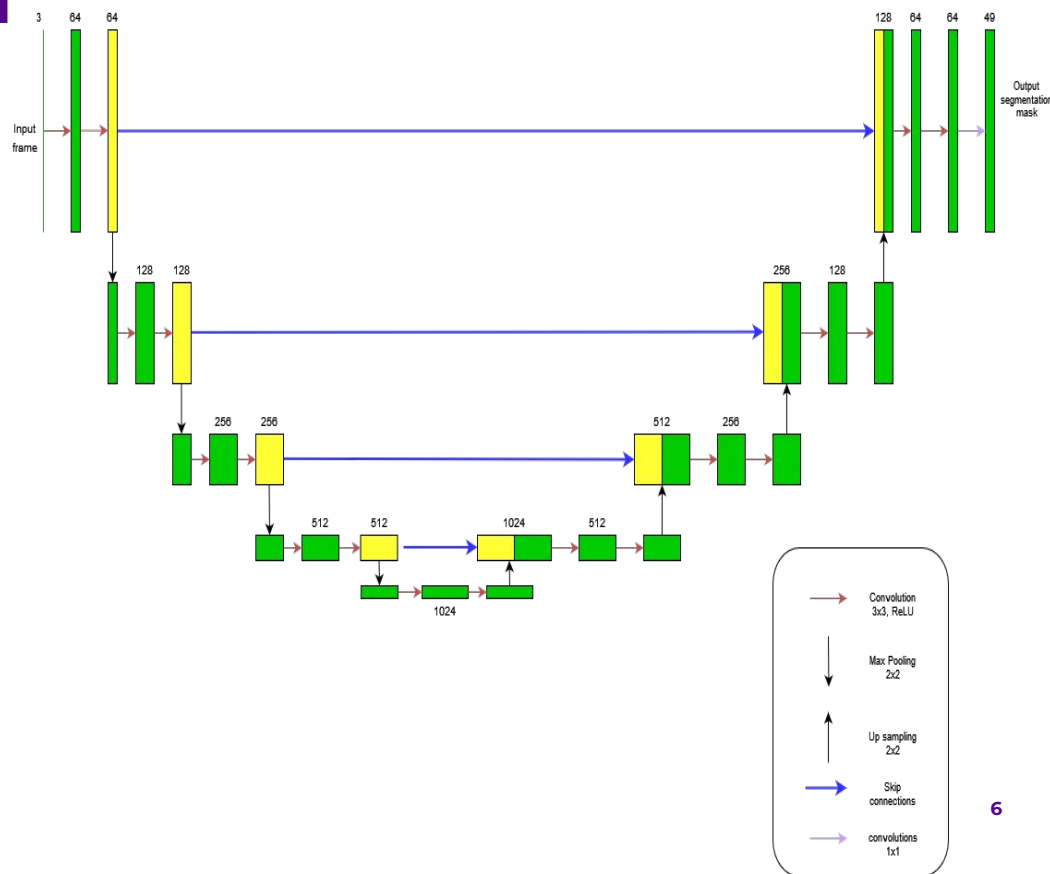 3 64 64 128 64 64 49
Output
segmentation
mask
Input
frame
128 128 256 128
256 256 512 256
512 512 1024 512
1024
Convolution
3x3, ReLU
Max Pooling
2x2
Up sampling
2x2
Skip
connections
6
convolutions
1x1